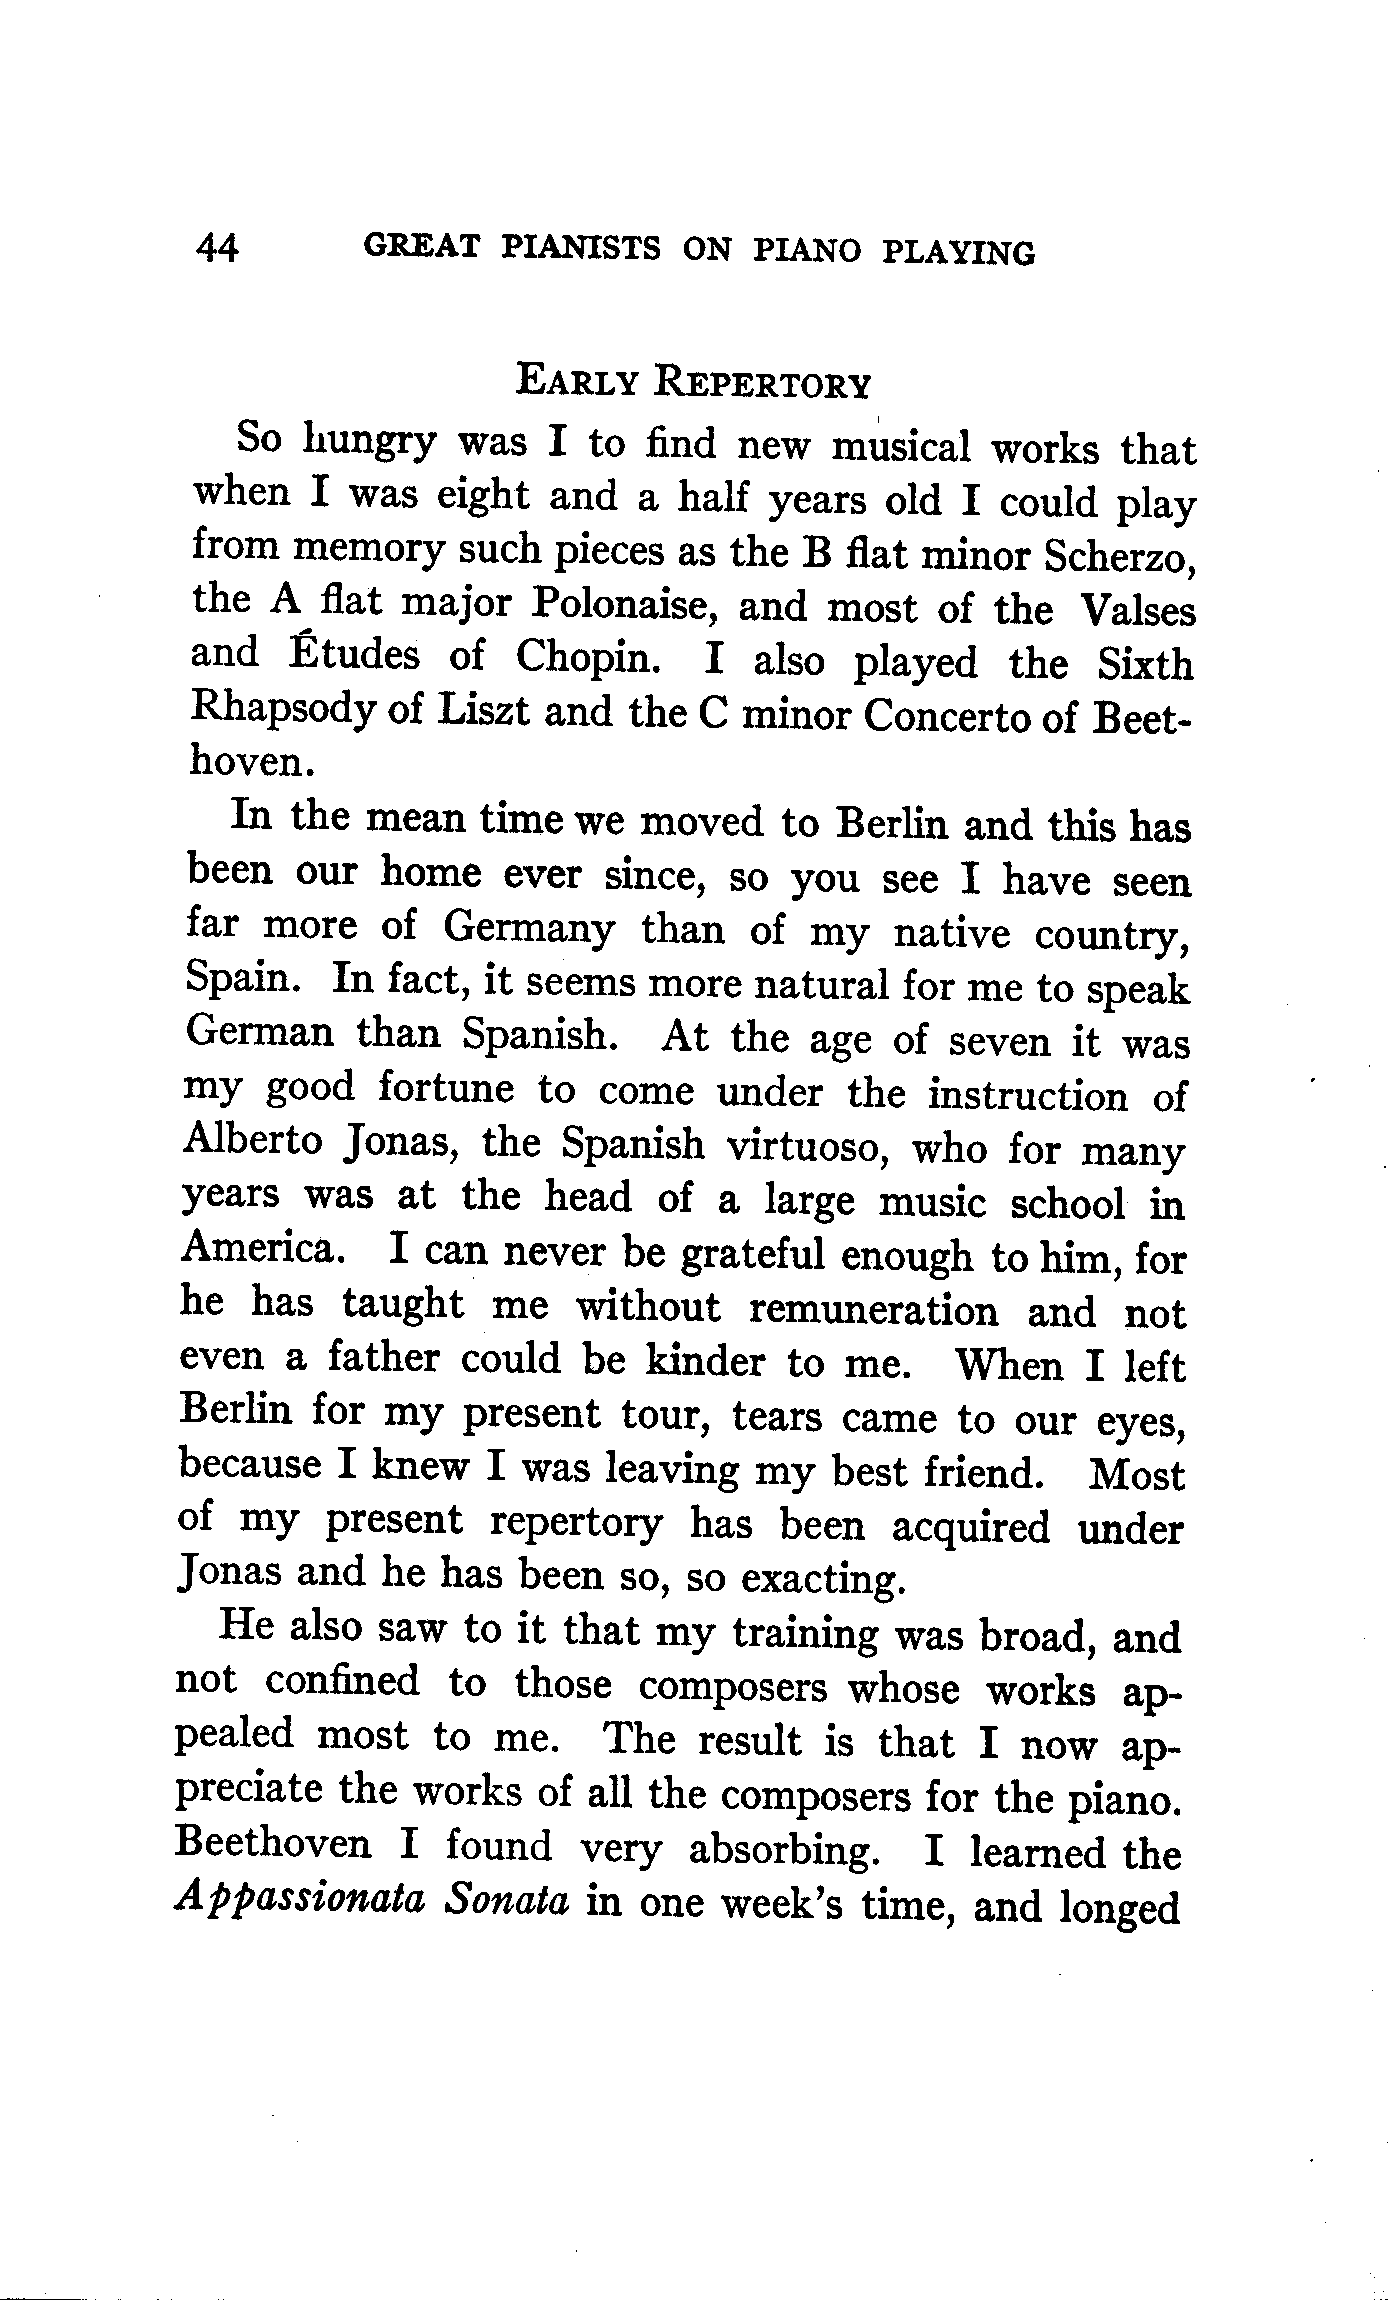 44 GREAT PIANISTS ON PIANO PLAYING
EARLY REPERTORY
So hungry was I to find new musical works that
when I was eight and a half years old I could play
from memory such pieces as the B flat minor Scherzo,
the A flat major Polonaise, and most of the Valses
and Études of Chopin. I also played the Sixth
Rhapsody of Liszt and the C minor Concerto of Beet-
hoven.
In the mean time we moved to Berlin and this has
been our home ever since, so you see I have seen
far more of Germany than of my native country,
Spain. In fact, it seems more natural for me to speak
German than Spanish. At the age of seven it was
my good fortune to come under the instruction of
Alberto Jonas, the Spanish virtuoso, who for many
years was at the head of a large music school in
America. I can never be grateful enough to him, for
he has taught me without remuneration and not
even a father could be kinder to me. When I left
Berlin for my present tour, tears came to our eyes,
because I knew I was leaving my best friend. Most
of my present repertory has been acquired under
Jonas and he has been so, so exacting.
He also saw to it that my training was broad, and
not confined to those composers whose works ap-
pealed most to me. The result is that I now ap-
preciate the works of all the composers for the piano.
Beethoven I found very absorbing. I learned the
Appassionata Sonata in one week's time, and longed